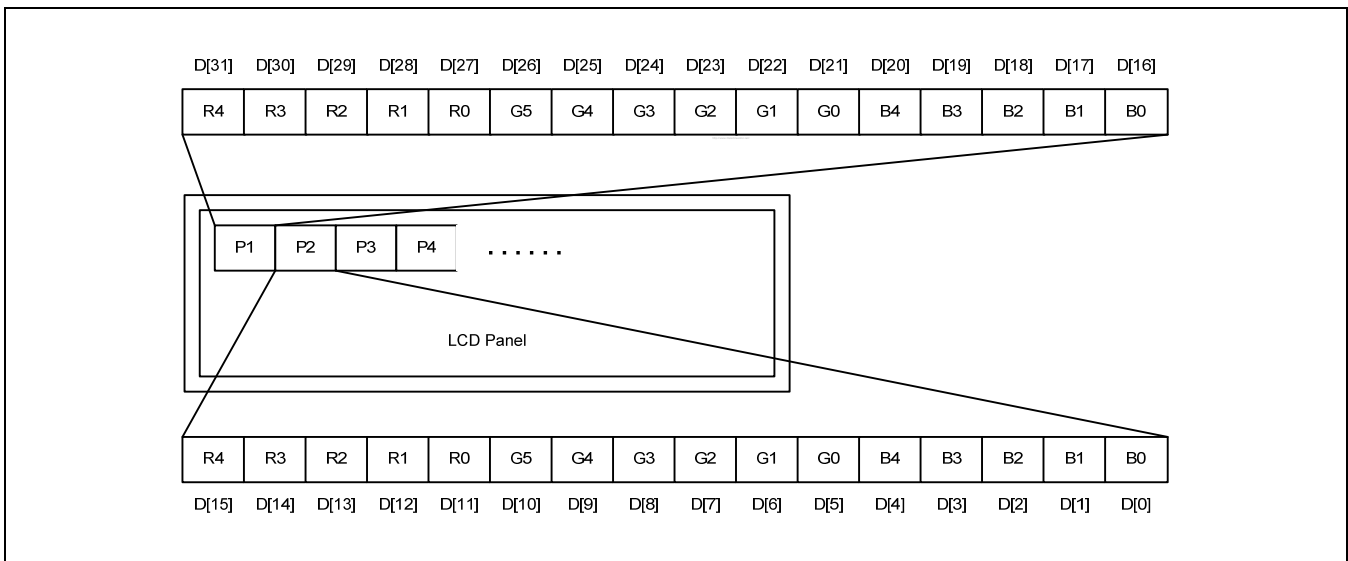 D[31] D[30] D[29] D[28] D[27] D[26] D[25] D[24] D[23] D[22] D[21] D[20] D[19] D[18] D[17] D[16]
R4 R3 R2 R1 R0 G5 G4 G3 G2 G1 G0 B4 B3 B2 B1 B0
P1 P2 P3 P4 ......
LCD Panel
R4 R3 R2 R1 R0 G5 G4 G3 G2 G1 G0 B4 B3 B2 B1 B0
D[15] D[14] D[13] D[12] D[11] D[10] D[9] D[8] D[7] D[6] D[5] D[4] D[3] D[2] D[1] D[0]